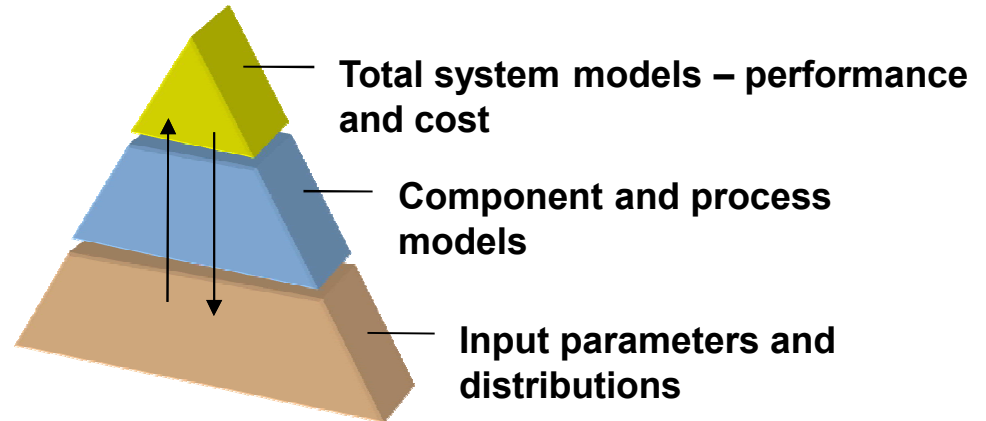 Total system models – performance
and cost
Component and process
models
Input parameters and
distributions